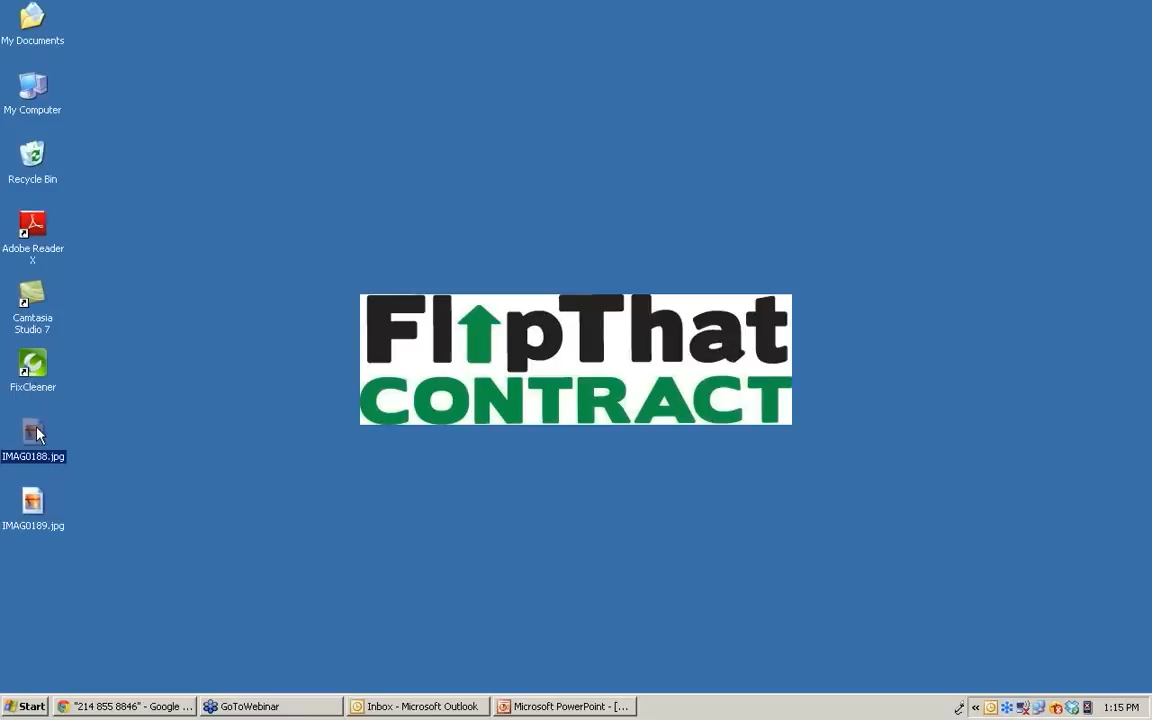 My Documents
My Computer
Recycle Bin
Adobe Reader
X
Camtasia
Studio 7
FixCleaner
IMAG0188.jpg
IMAG0189.jpg
FlipThat
CONTRACT
Start
"214 855 8846" - Google ...
GoToWebinar
Inbox - Microsoft Outlook
Microsoft PowerPoint - [...
1:15 PM